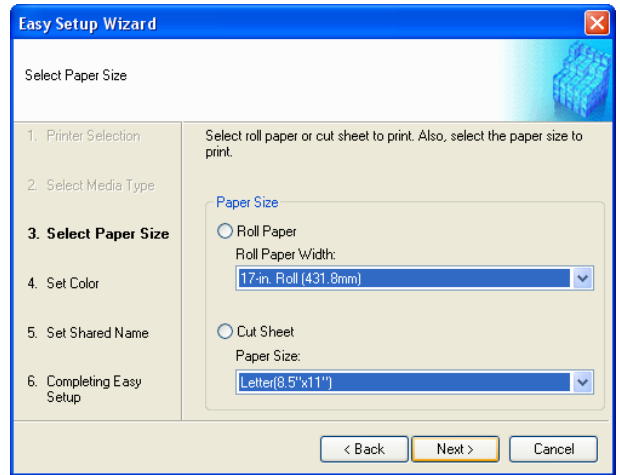 Easy Setup Wizard
Select Paper Size
1. Printer Selection
2. Select Media Type
3. Select Paper Size
4. Set Color
5. Set Shared Name
6. Completing Easy
Setup
Select roll paper or cut sheet to print. Also, select the paper size to
print.
Paper Size
Roll Paper
Roll Paper Width:
17-in. Roll (431.8mm)
Cut Sheet
Paper Size:
Letter(8.5"x11")
< Back
Next >
Cancel